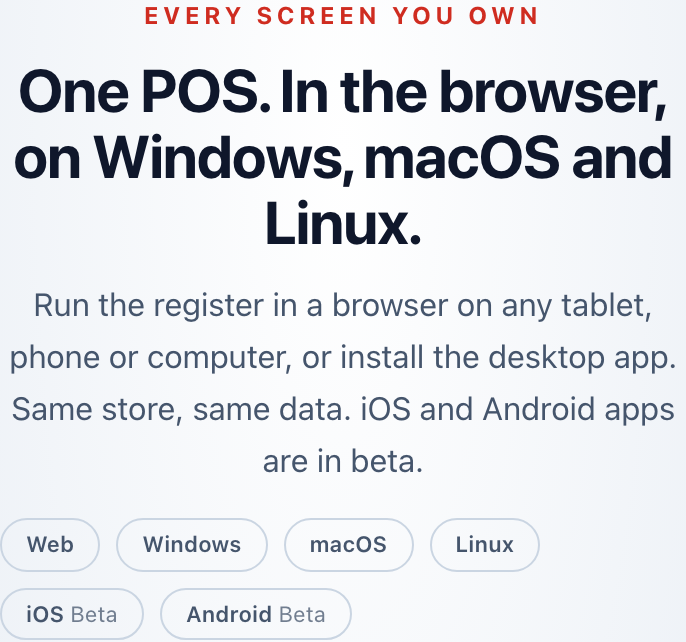 EVERY SCREEN YOU OWN
One POS. In the browser,
on Windows, macOS and
Linux.
Run the register in a browser on any tablet,
phone or computer, or install the desktop app.
Same store, same data. iOS and Android apps
are in beta.
Web Windows macOS Linux
iOS Beta Android Beta